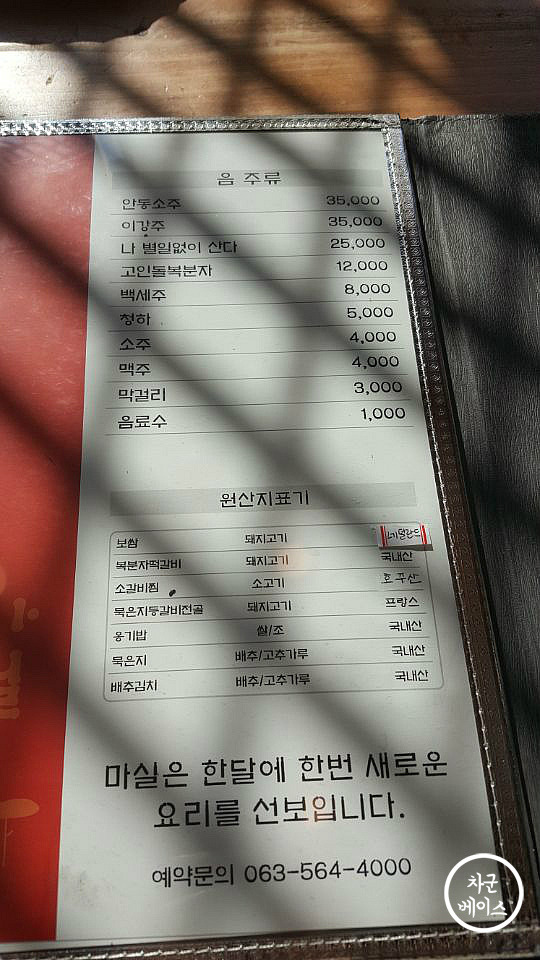 음 주류
안동소주 35,000
이강주 35,000
나 별일없이 산다 25,000
고인돌복분자 12,000
백세주 8,000
청하 5,000
소주 4,000
맥주 4,000
막걸리 3,000
음료수 1,000
원산지표기
보쌈 돼지고기 네덜란드
복분자떡갈비 돼지고기 국내산
소갈비찜 소고기 호주산
묵은지등갈비전골 돼지고기 프랑스
옹기밥 쌀/조 국내산
묵은지 배추/고추가루 국내산
배추김치 배추/고추가루 국내산
마실은 한달에 한번 새로운
요리를 선보입니다.
예약문의 063-564-4000
차군
베이스